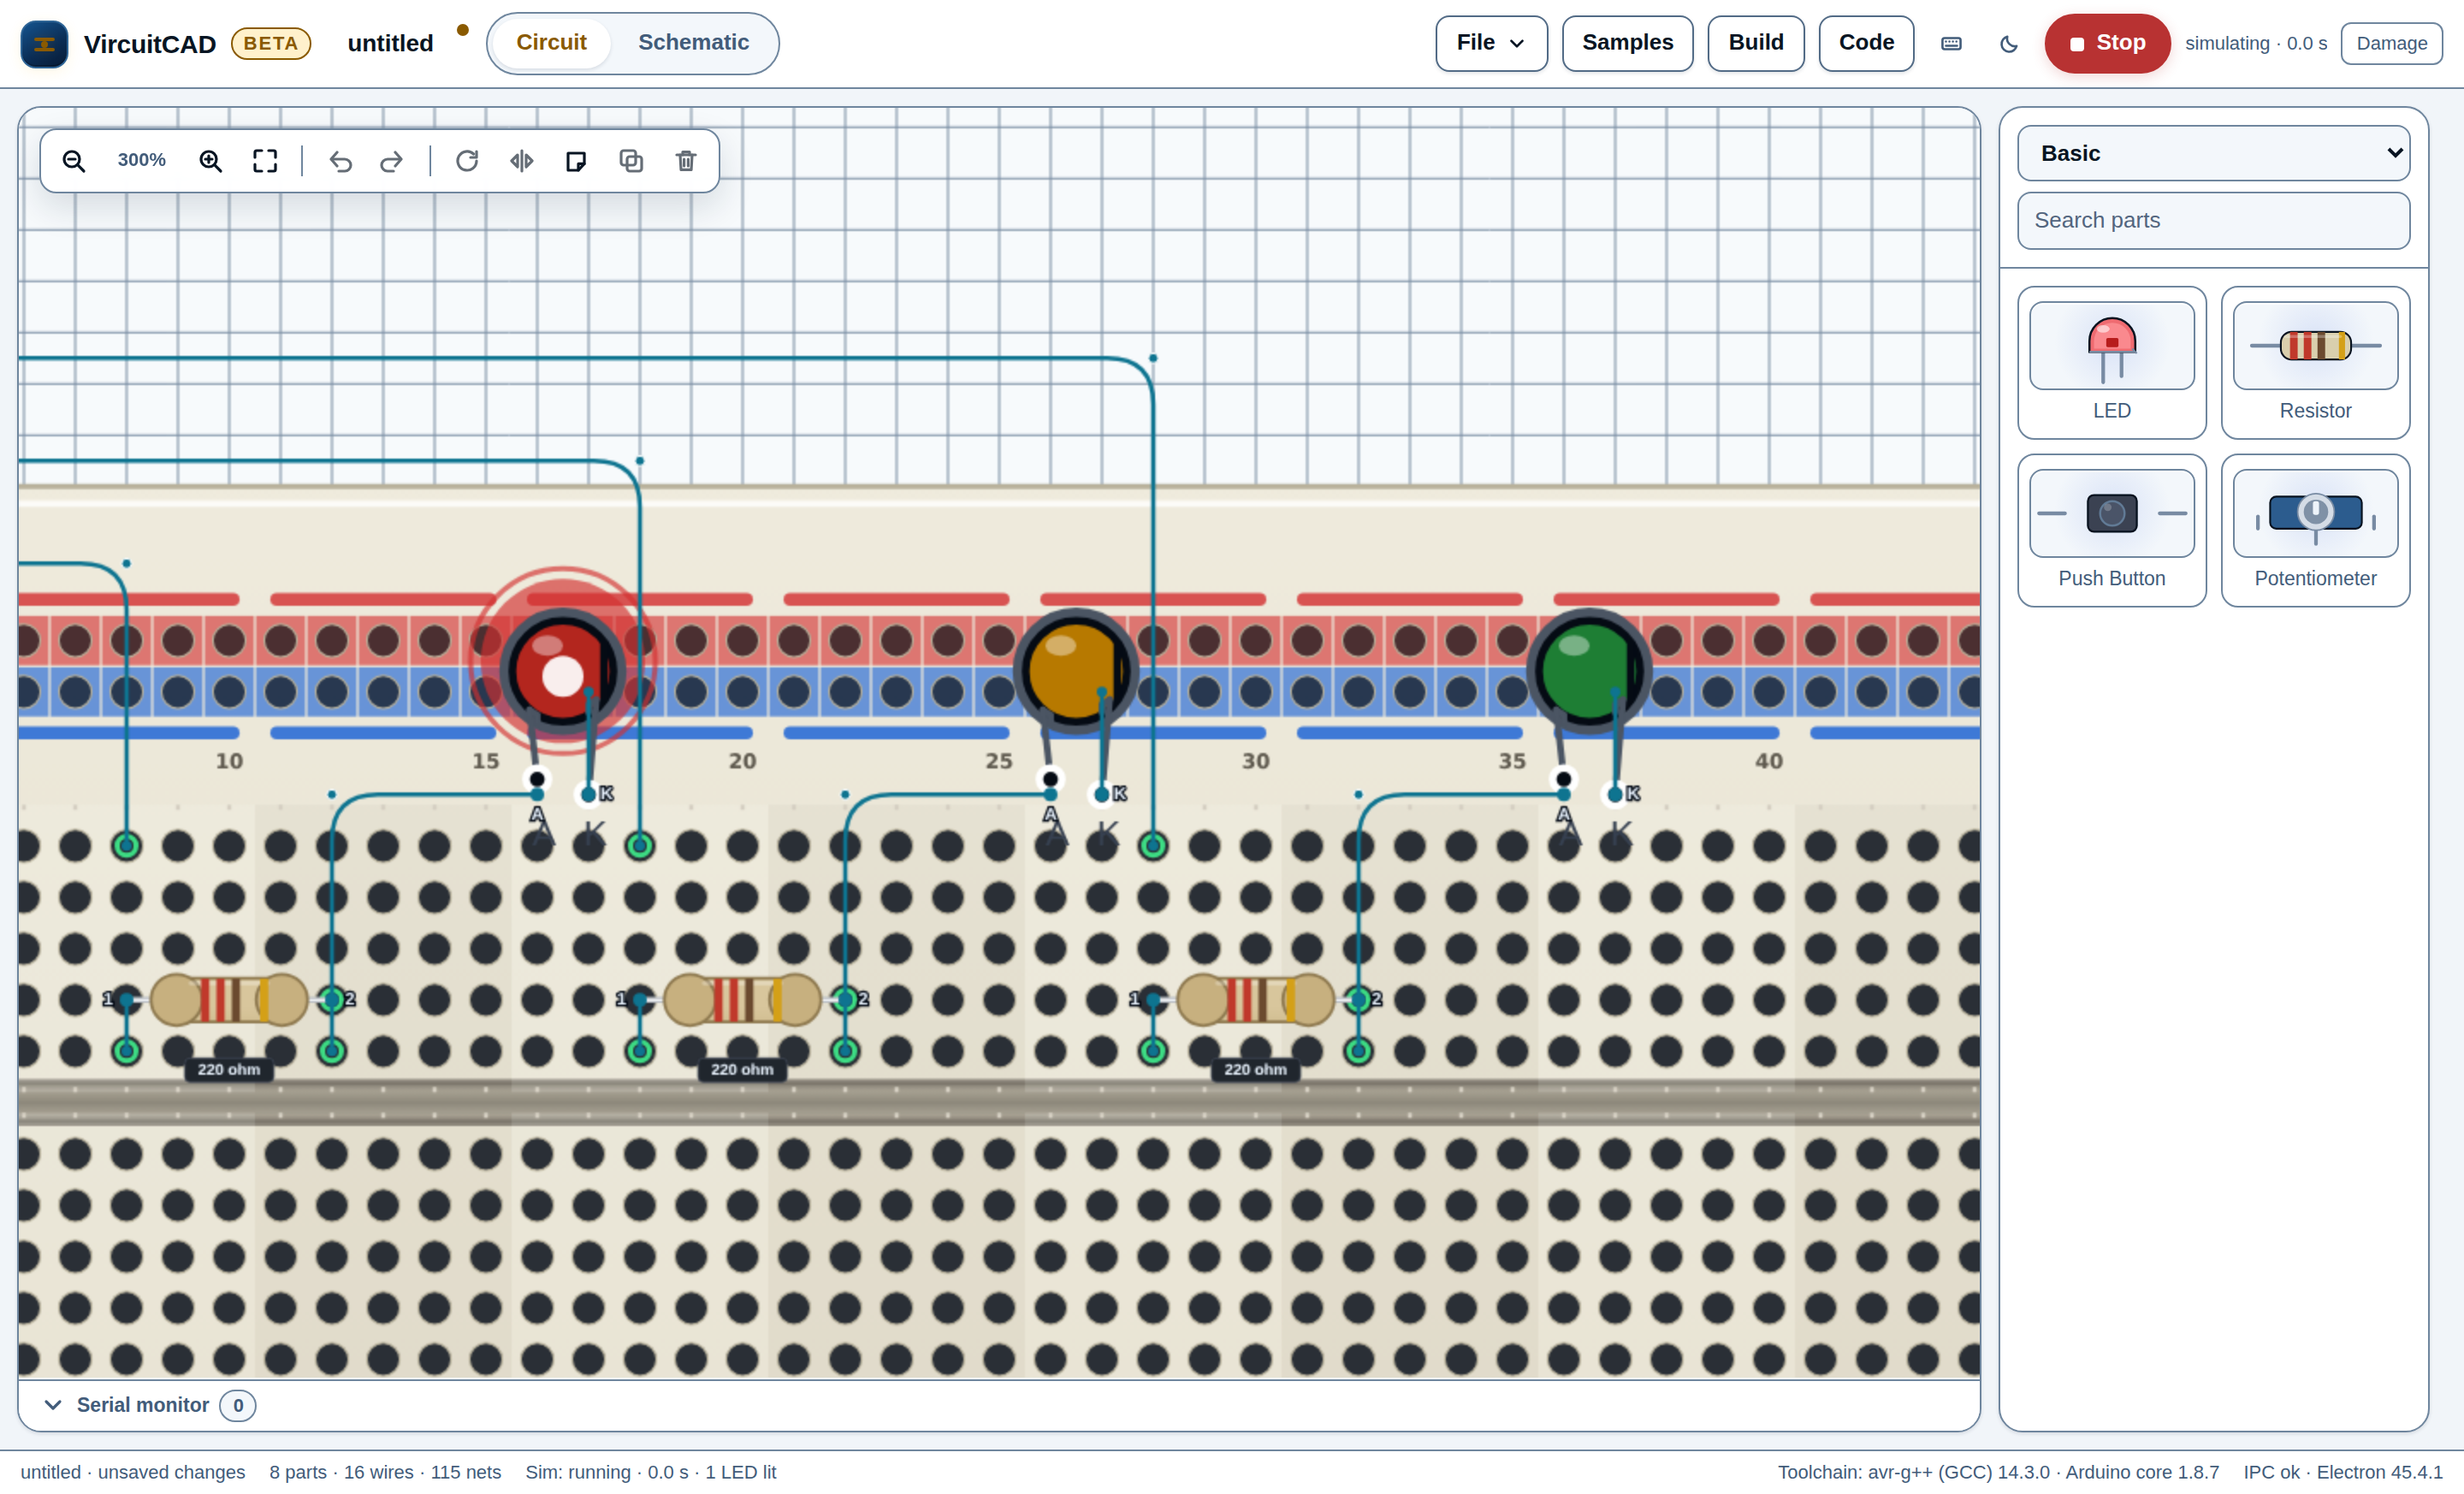 VircuitCAD BETA untitled Circuit Schematic File Samples Build Code Stop simulating · 0.0 s Damage
300%
Basic
Search parts
LED Resistor
Push Button Potentiometer
10 15 20 25 30 35 40
K K K
A A A
A K A K A K
1 2 1 2 1 2
220 ohm 220 ohm 220 ohm
Serial monitor 0
untitled · unsaved changes 8 parts · 16 wires · 115 nets Sim: running · 0.0 s · 1 LED lit Toolchain: avr-g++ (GCC) 14.3.0 · Arduino core 1.8.7 IPC ok · Electron 45.4.1